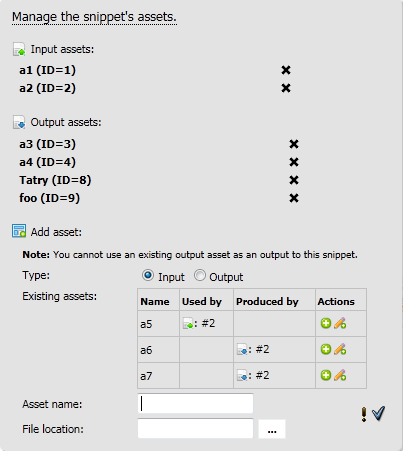 Manage the snippet's assets.
Input assets:
a1 (ID=1)
a2 (ID=2)
Output assets:
a3 (ID=3)
a4 (ID=4)
Tatry (ID=8)
foo (ID=9)
Add asset:
Note: You cannot use an existing output asset as an output to this snippet.
Type: Input Output
Existing assets:
Name Used by Produced by Actions
a5 : #2
a6 : #2
a7 : #2
Asset name:
File location: ...